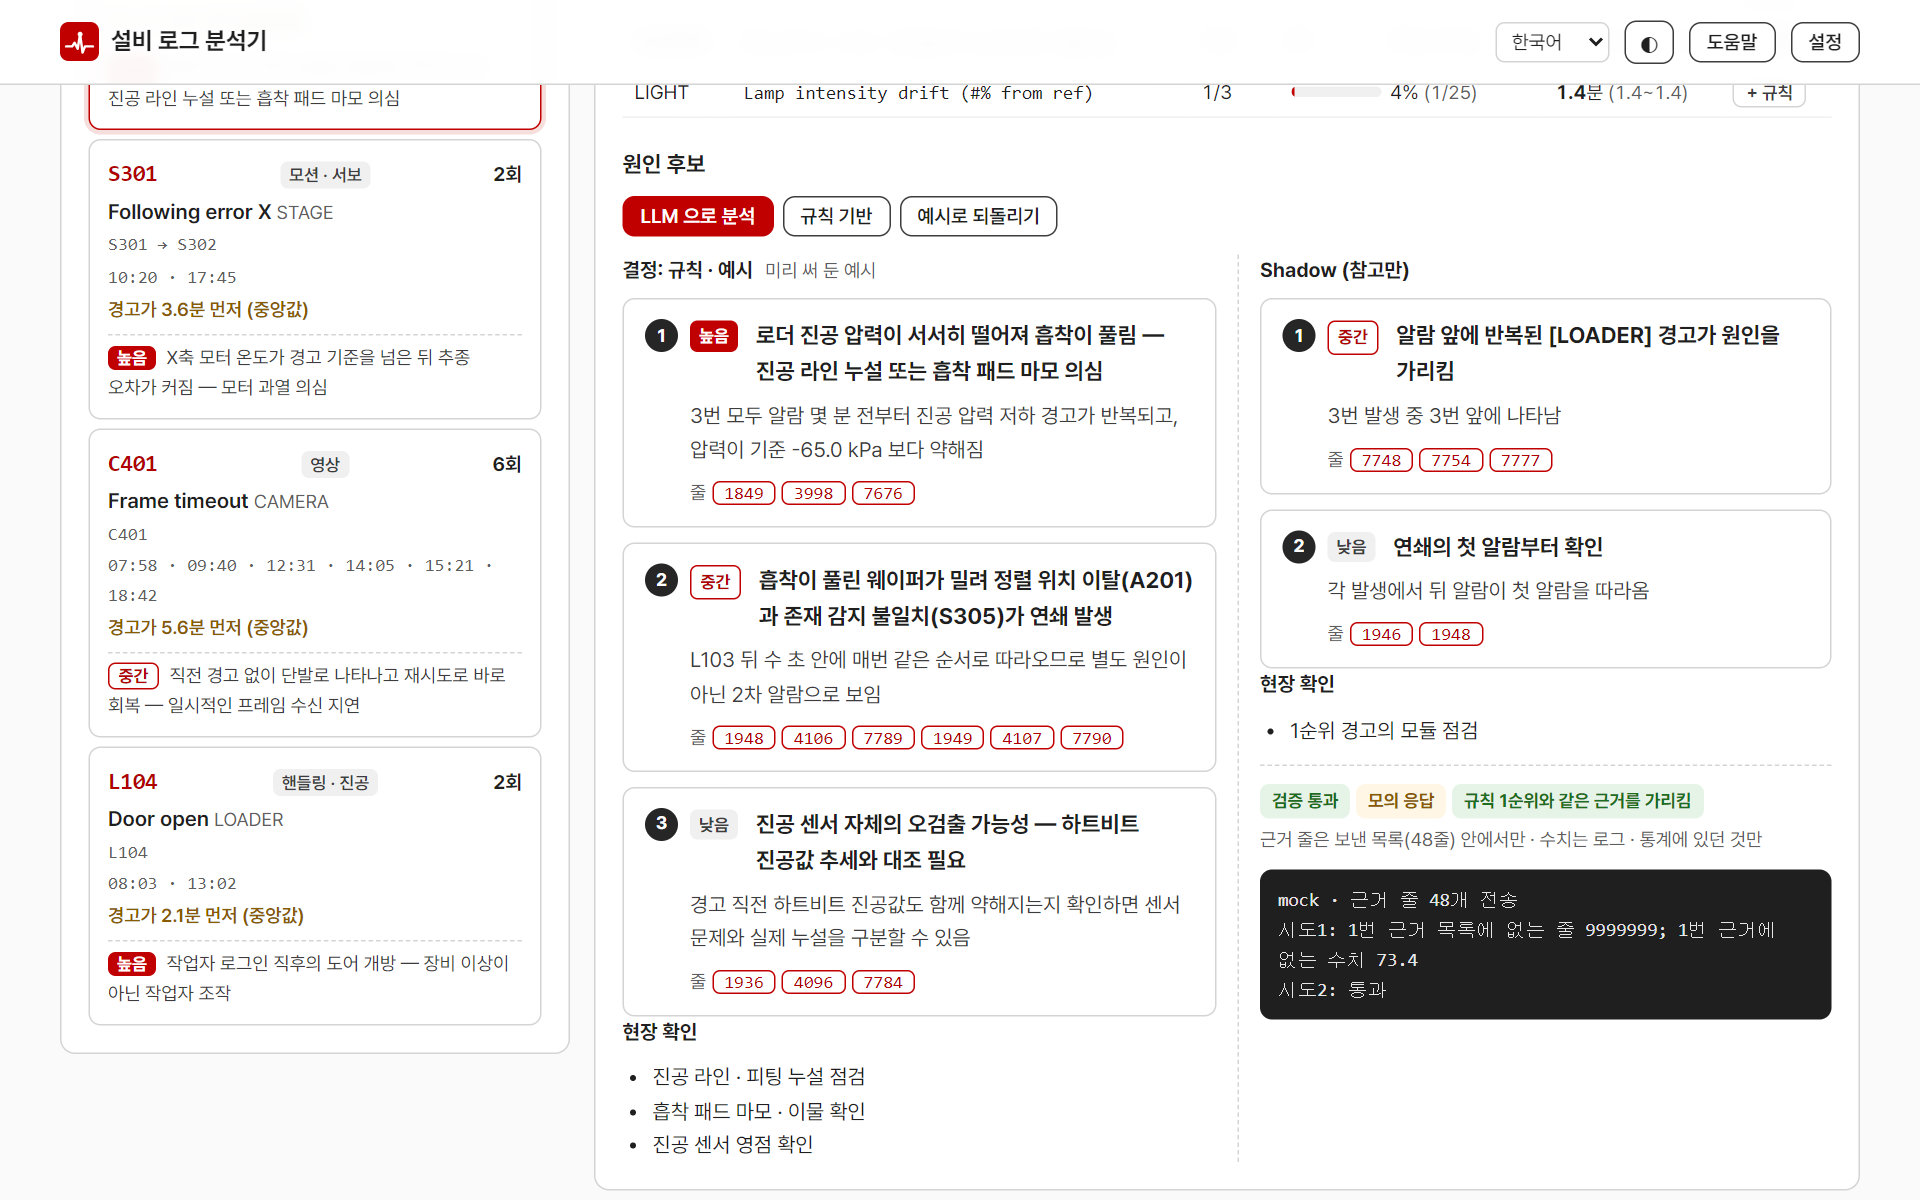 설비 로그 분석기
한국어
도움말
설정
진공 라인 누설 또는 흡착 패드 마모 의심
S301 모션 · 서보 2회
Following error X STAGE
S301 → S302
10:20 · 17:45
경고가 3.6분 먼저 (중앙값)
높음 X축 모터 온도가 경고 기준을 넘은 뒤 추종
오차가 커짐 — 모터 과열 의심
C401 영상 6회
Frame timeout CAMERA
C401
07:58 · 09:40 · 12:31 · 14:05 · 15:21 ·
18:42
경고가 5.6분 먼저 (중앙값)
중간 직전 경고 없이 단발로 나타나고 재시도로 바로
회복 — 일시적인 프레임 수신 지연
L104 핸들링 · 진공 2회
Door open LOADER
L104
08:03 · 13:02
경고가 2.1분 먼저 (중앙값)
높음 작업자 로그인 직후의 도어 개방 — 장비 이상이
아닌 작업자 조작
LIGHT Lamp intensity drift (#% from ref) 1/3 4% (1/25) 1.4분 (1.4~1.4) + 규칙
원인 후보
LLM 으로 분석 규칙 기반 예시로 되돌리기
결정: 규칙 · 예시 미리 써 둔 예시
1 높음 로더 진공 압력이 서서히 떨어져 흡착이 풀림 —
진공 라인 누설 또는 흡착 패드 마모 의심
3번 모두 알람 몇 분 전부터 진공 압력 저하 경고가 반복되고,
압력이 기준 -65.0 kPa 보다 약해짐
줄 1849 3998 7676
2 중간 흡착이 풀린 웨이퍼가 밀려 정렬 위치 이탈(A201)
과 존재 감지 불일치(S305)가 연쇄 발생
L103 뒤 수 초 안에 매번 같은 순서로 따라오므로 별도 원인이
아닌 2차 알람으로 보임
줄 1948 4106 7789 1949 4107 7790
3 낮음 진공 센서 자체의 오검출 가능성 — 하트비트
진공값 추세와 대조 필요
경고 직전 하트비트 진공값도 함께 약해지는지 확인하면 센서
문제와 실제 누설을 구분할 수 있음
줄 1936 4096 7784
현장 확인
• 진공 라인 · 피팅 누설 점검
• 흡착 패드 마모 · 이물 확인
• 진공 센서 영점 확인
Shadow (참고만)
1 중간 알람 앞에 반복된 [LOADER] 경고가 원인을
가리킴
3번 발생 중 3번 앞에 나타남
줄 7748 7754 7777
2 낮음 연쇄의 첫 알람부터 확인
각 발생에서 뒤 알람이 첫 알람을 따라옴
줄 1946 1948
현장 확인
• 1순위 경고의 모듈 점검
검증 통과 모의 응답 규칙 1순위와 같은 근거를 가리킴
근거 줄은 보낸 목록(48줄) 안에서만 · 수치는 로그 · 통계에 있던 것만
mock · 근거 줄 48개 전송
시도1: 1번 근거 목록에 없는 줄 9999999; 1번 근거에
없는 수치 73.4
시도2: 통과